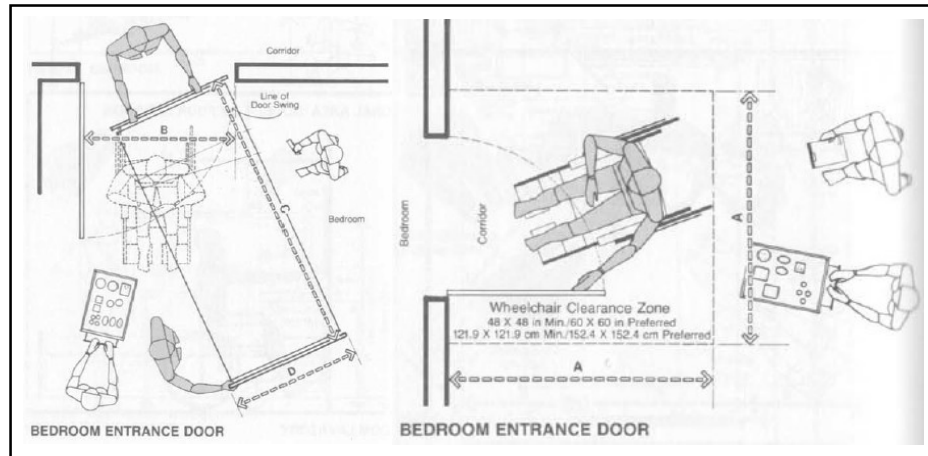 Corridor
Line of
Door Swing
B
C
Bedroom
D
BEDROOM ENTRANCE DOOR
Bedroom
Corridor
A
Wheelchair Clearance Zone
48 X 48 in Min./60 X 60 in Preferred
121.9 X 121.9 cm Min./152.4 X 152.4 cm Preferred
A
BEDROOM ENTRANCE DOOR